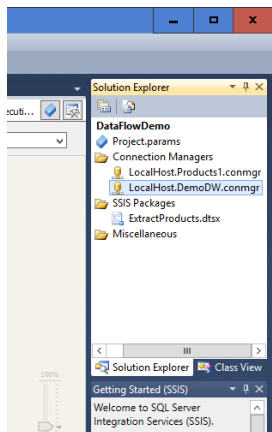 Solution Explorer
ecuti...
DataFlowDemo
Project.params
Connection Managers
LocalHost.Products1.conmgr
LocalHost.DemoDW.conmgr
SSIS Packages
ExtractProducts.dtsx
Miscellaneous
100%
Solution Explorer Class View
Getting Started (SSIS)
Welcome to SQL Server
Integration Services (SSIS).